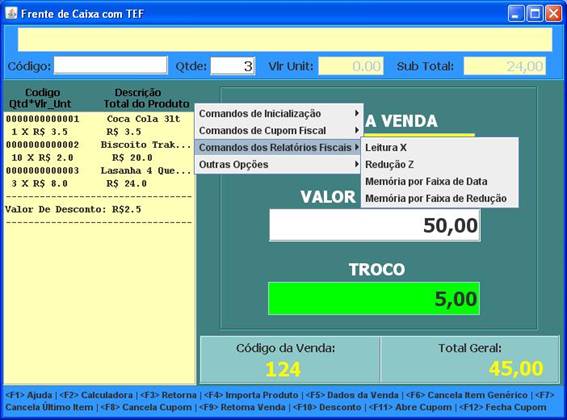 Frente de Caixa com TEF
Código: Qtde: 3 Vlr Unit: 0.00 Sub Total: 24,00
Codigo Descrição
Qtd*Vlr_Unt Total do Produto
0000000000001 Coca Cola 3lt
1 X R$ 3.5 R$ 3.5
0000000000002 Biscoito Trak...
10 X R$ 2.0 R$ 20.0
0000000000003 Lasanha 4 Que...
3 X R$ 8.0 R$ 24.0
Valor De Desconto: R$2.5
Comandos de Inicialização
Comandos de Cupom Fiscal
Comandos dos Relatórios Fiscais
Outras Opções
Leitura X
Redução Z
Memória por Faixa de Data
Memória por Faixa de Redução
A VENDA
VALOR
50,00
TROCO
5,00
Código da Venda: Total Geral:
124 45,00
<F1> Ajuda | <F2> Calculadora | <F3> Retorna | <F4> Importa Produto | <F5> Dados da Venda | <F6> Cancela Item Genérico | <F7>
Cancela Último Item | <F8> Cancela Cupom | <F9> Retoma Venda | <F10> Desconto | <F11> Abre Cupom | <F12> Fecha Cupom